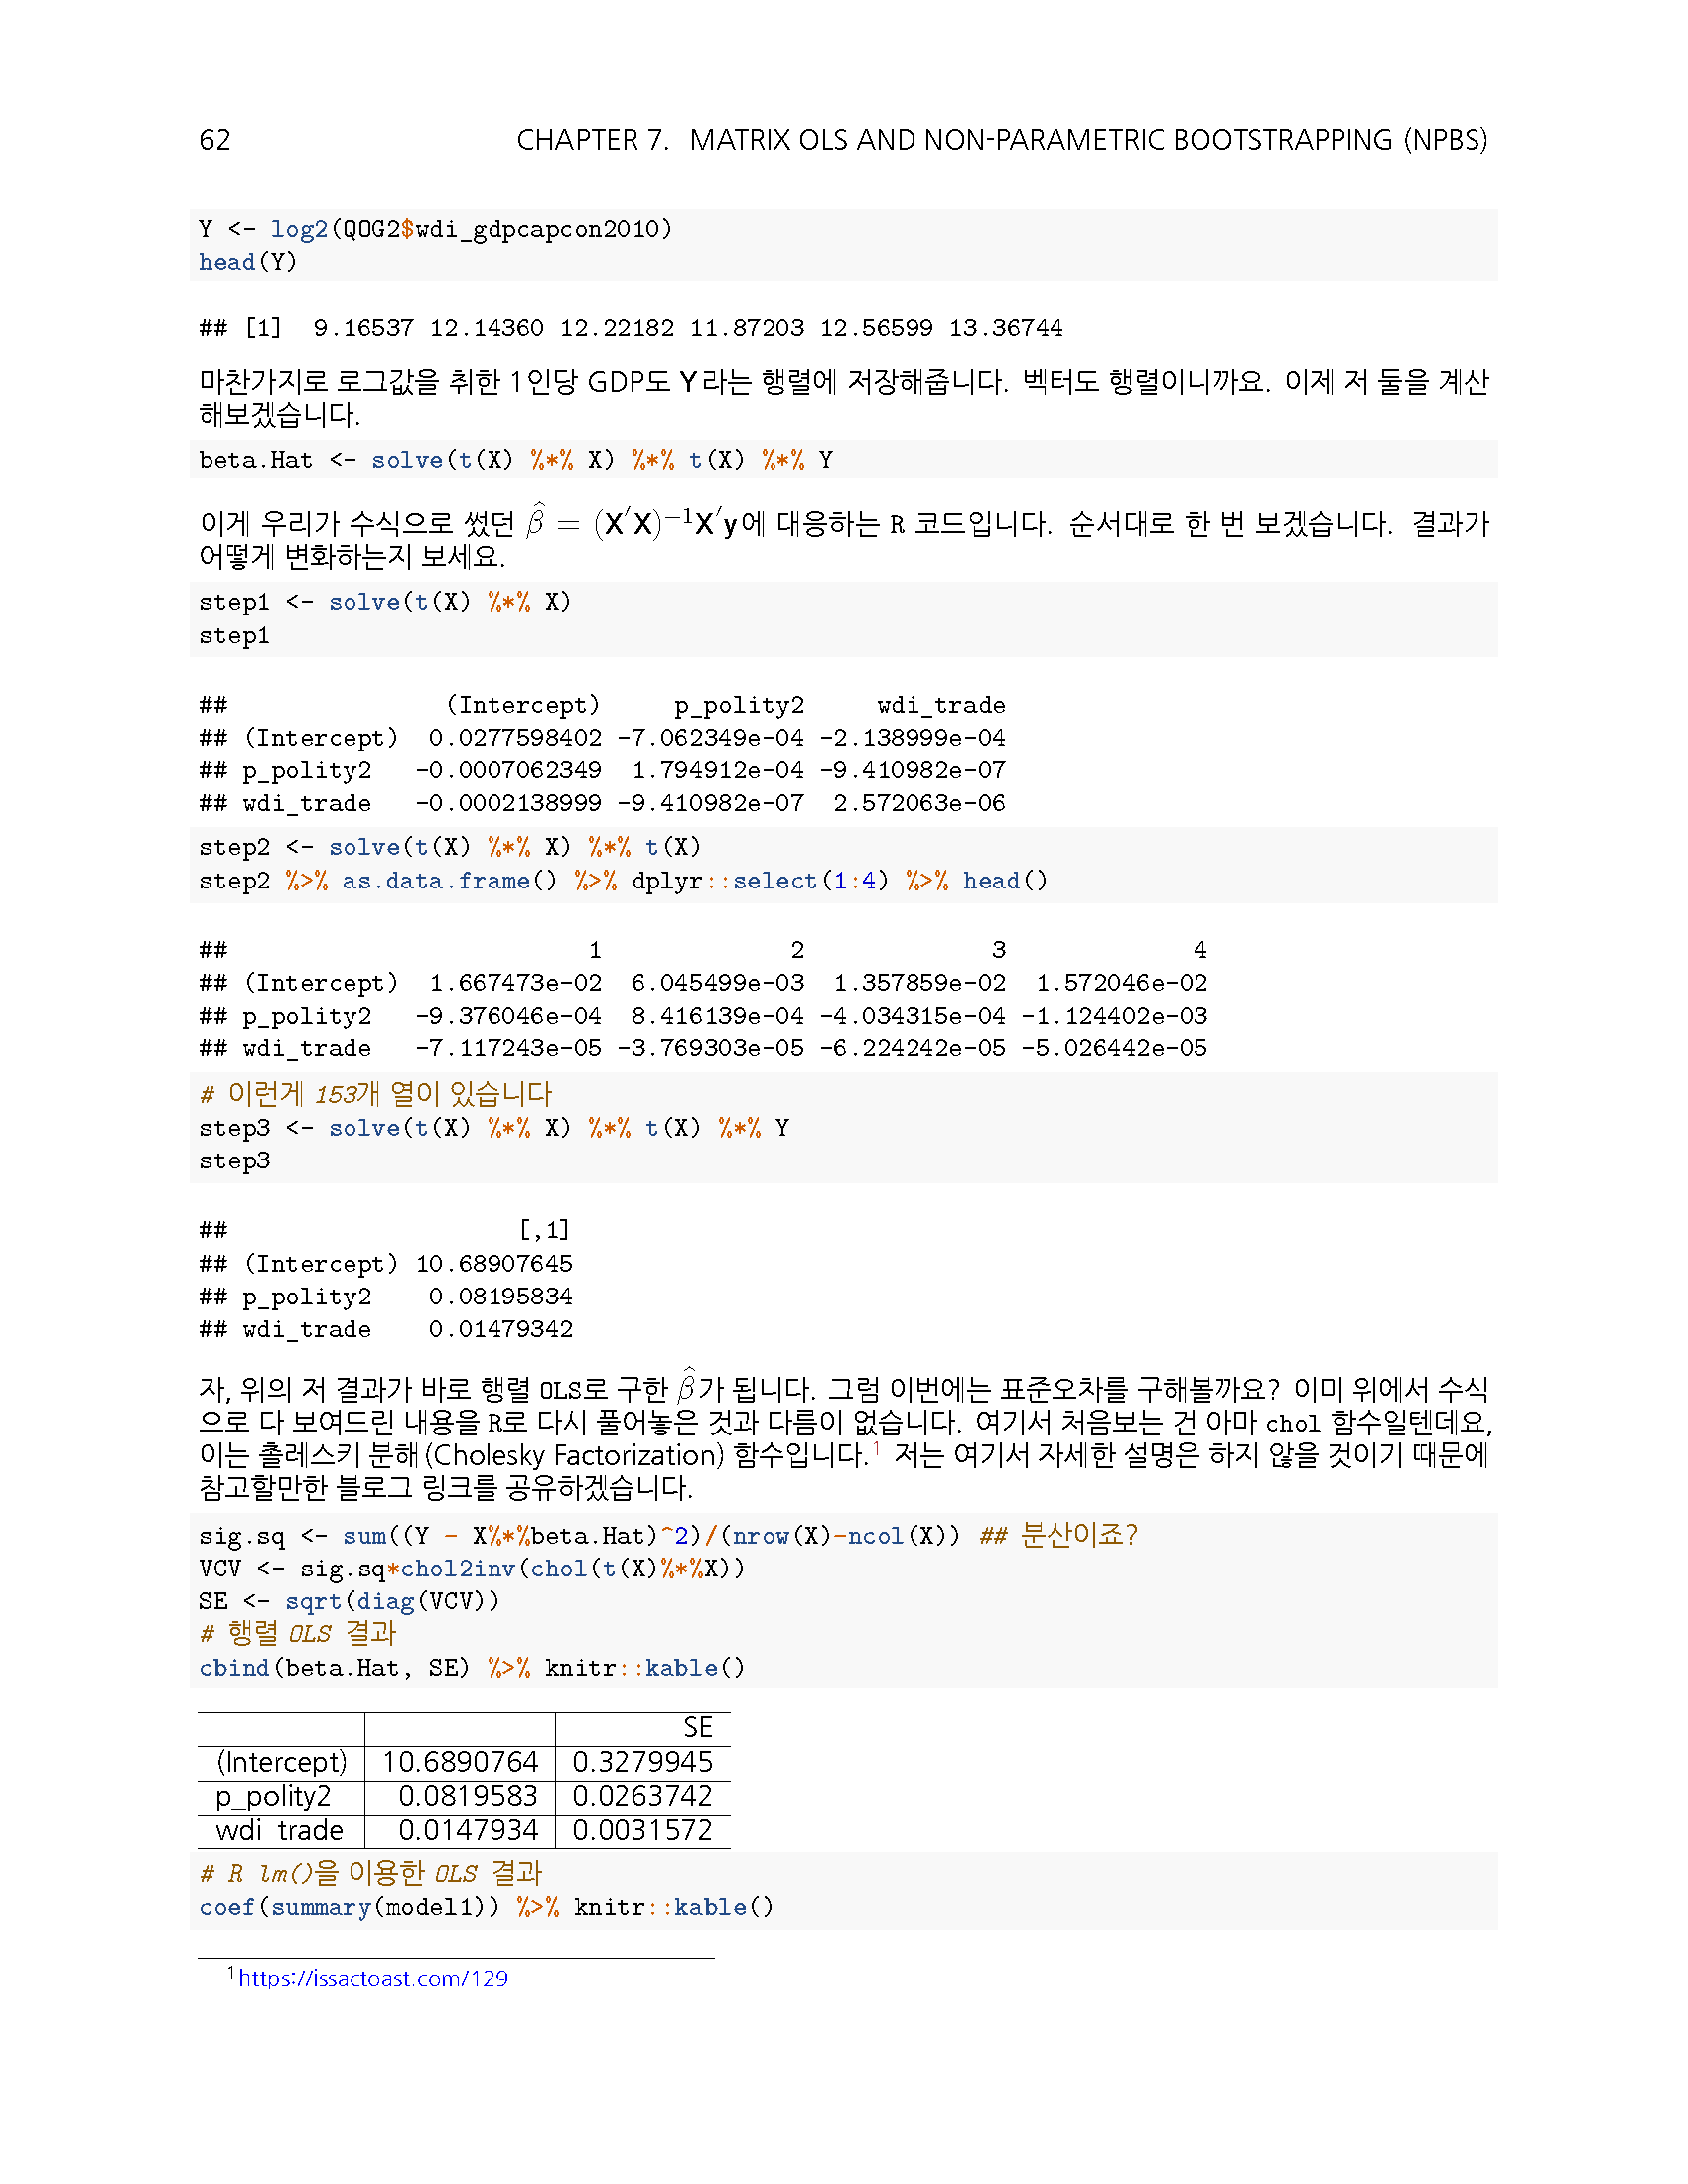 62 CHAPTER 7. MATRIX OLS AND NON-PARAMETRIC BOOTSTRAPPING (NPBS)
Y <- log2(QOG2$wdi_gdpcapcon2010)
head(Y)
## [1]  9.16537 12.14360 12.22182 11.87203 12.56599 13.36744
마찬가지로 로그값을 취한 1인당 GDP도 Y라는 행렬에 저장해줍니다. 벡터도 행렬이니까요. 이제 저 둘을 계산
해보겠습니다.
beta.Hat <- solve(t(X) %*% X) %*% t(X) %*% Y
이게 우리가 수식으로 썼던 β̂ = (X′X)⁻¹X′y에 대응하는 R 코드입니다. 순서대로 한 번 보겠습니다. 결과가
어떻게 변화하는지 보세요.
step1 <- solve(t(X) %*% X)
step1
##               (Intercept)     p_polity2     wdi_trade
## (Intercept)  0.0277598402 -7.062349e-04 -2.138999e-04
## p_polity2   -0.0007062349  1.794912e-04 -9.410982e-07
## wdi_trade   -0.0002138999 -9.410982e-07  2.572063e-06
step2 <- solve(t(X) %*% X) %*% t(X)
step2 %>% as.data.frame() %>% dplyr::select(1:4) %>% head()
##                         1             2             3             4
## (Intercept)  1.667473e-02  6.045499e-03  1.357859e-02  1.572046e-02
## p_polity2   -9.376046e-04  8.416139e-04 -4.034315e-04 -1.124402e-03
## wdi_trade   -7.117243e-05 -3.769303e-05 -6.224242e-05 -5.026442e-05
# 이런게 153개 열이 있습니다
step3 <- solve(t(X) %*% X) %*% t(X) %*% Y
step3
##                    [,1]
## (Intercept) 10.68907645
## p_polity2    0.08195834
## wdi_trade    0.01479342
자, 위의 저 결과가 바로 행렬 OLS로 구한 β̂가 됩니다. 그럼 이번에는 표준오차를 구해볼까요? 이미 위에서 수식
으로 다 보여드린 내용을 R로 다시 풀어놓은 것과 다름이 없습니다. 여기서 처음보는 건 아마 chol 함수일텐데요,
이는 촐레스키 분해(Cholesky Factorization) 함수입니다.¹ 저는 여기서 자세한 설명은 하지 않을 것이기 때문에
참고할만한 블로그 링크를 공유하겠습니다.
sig.sq <- sum((Y - X%*%beta.Hat)^2)/(nrow(X)-ncol(X)) ## 분산이죠?
VCV <- sig.sq*chol2inv(chol(t(X)%*%X))
SE <- sqrt(diag(VCV))
# 행렬 OLS 결과
cbind(beta.Hat, SE) %>% knitr::kable()
SE
(Intercept) 10.6890764 0.3279945
p_polity2 0.0819583 0.0263742
wdi_trade 0.0147934 0.0031572
# R lm()을 이용한 OLS 결과
coef(summary(model1)) %>% knitr::kable()
¹https://issactoast.com/129